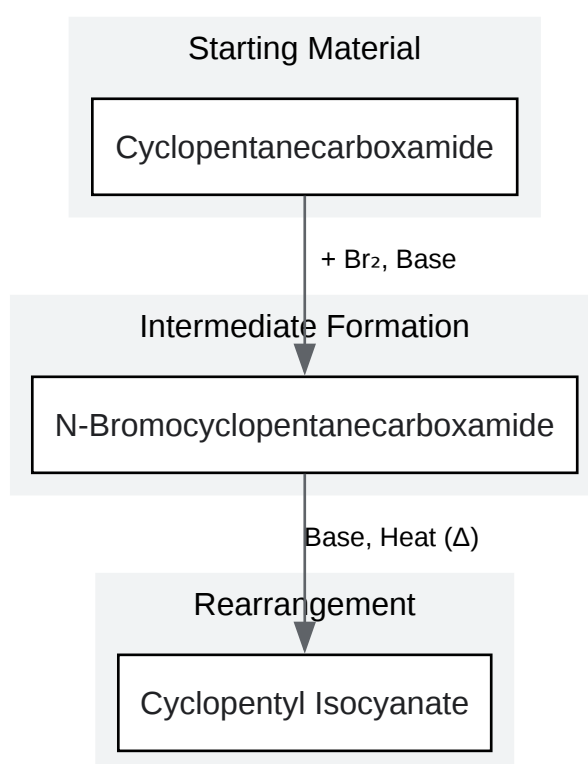 Starting Material
Cyclopentanecarboxamide
+ Br₂, Base
Intermediate Formation
N-Bromocyclopentanecarboxamide
Base, Heat (Δ)
Rearrangement
Cyclopentyl Isocyanate